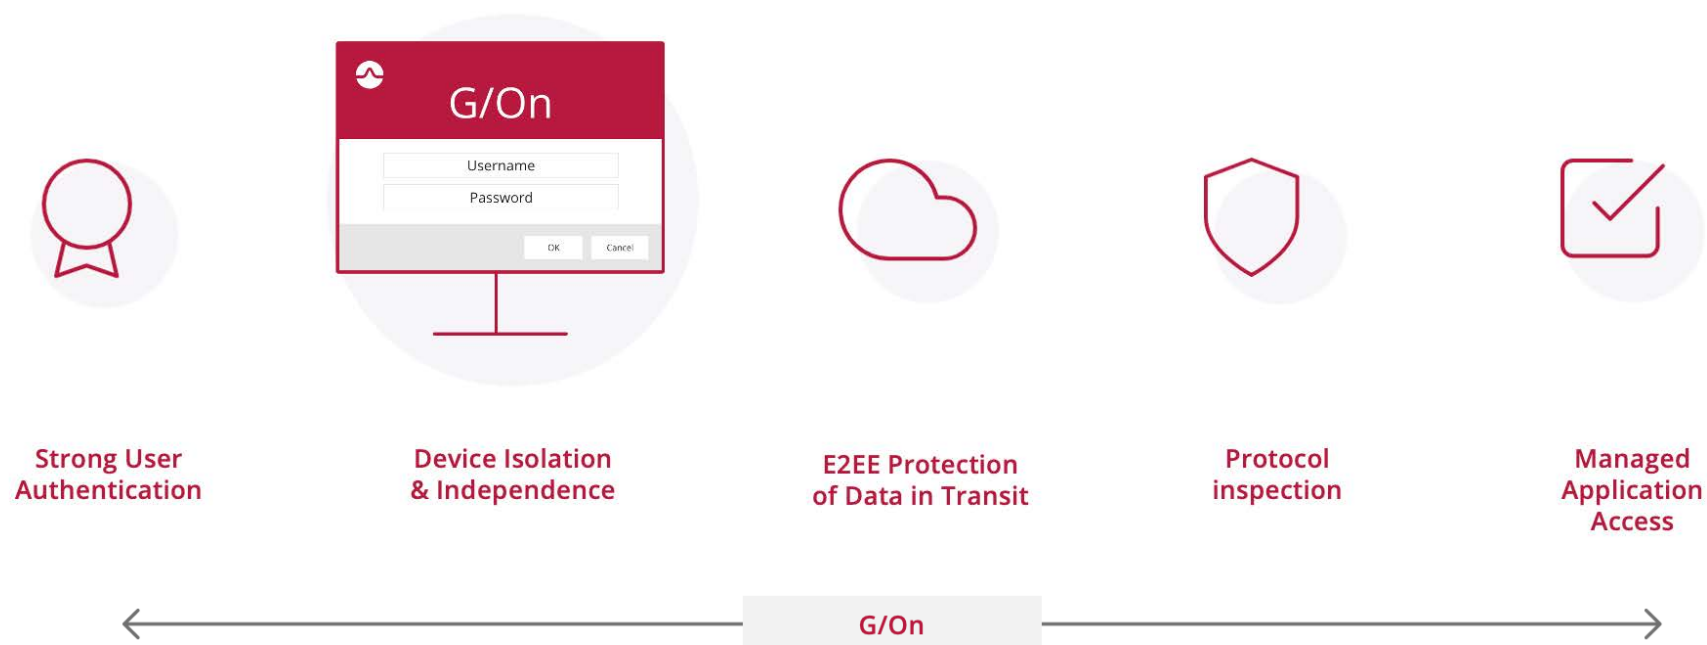 G/On
Username
Password
OK
Cancel
Strong User
Authentication
Device Isolation
& Independence
E2EE Protection
of Data in Transit
Protocol
inspection
Managed
Application
Access
G/On